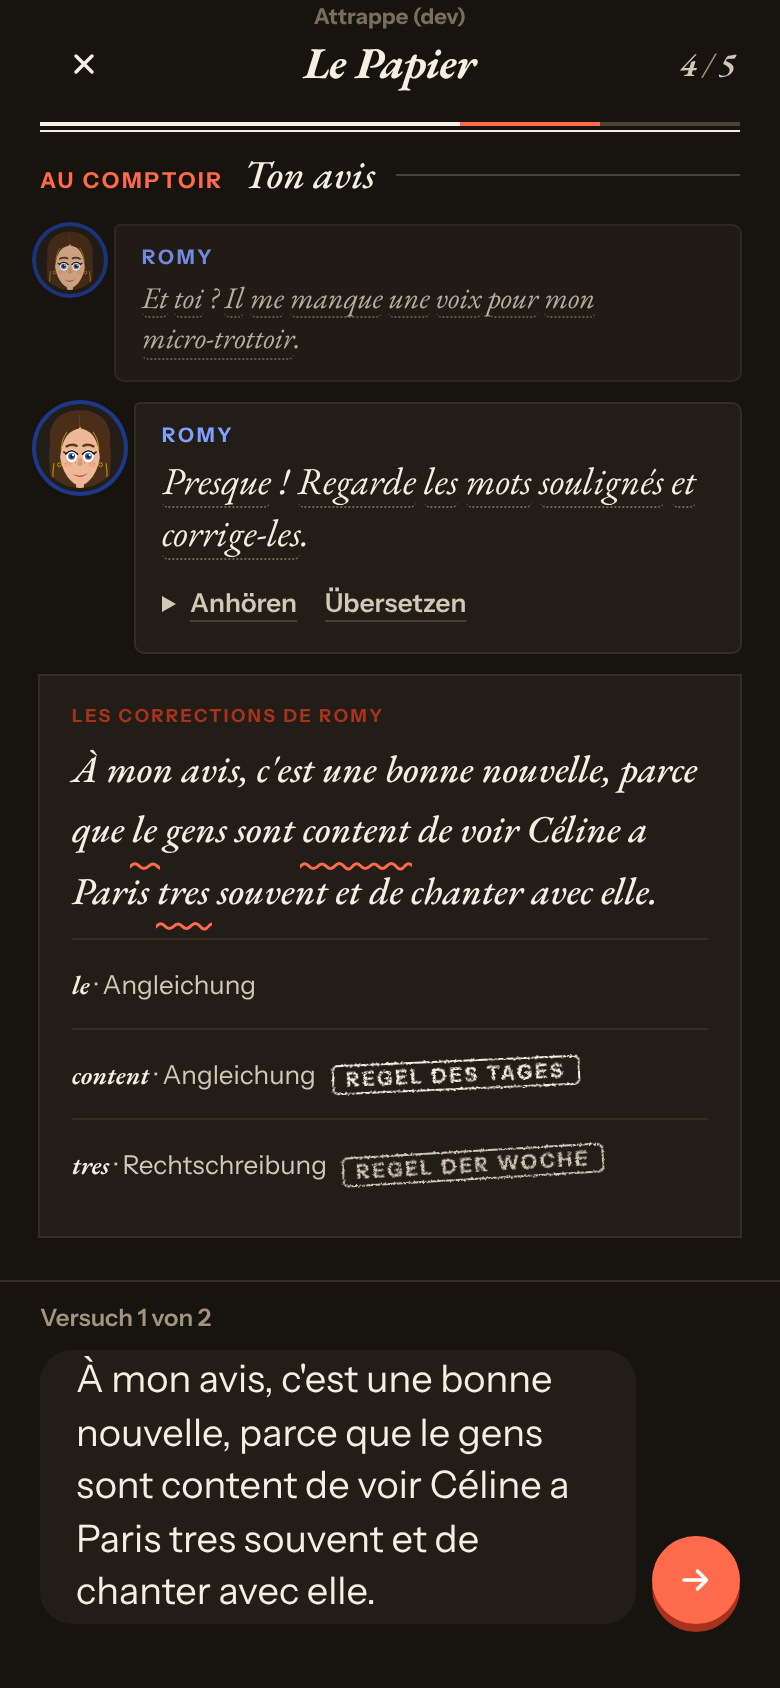 Attrappe (dev)
Le Papier
4 / 5
AU COMPTOIR Ton avis
ROMY
Et toi ? Il me manque une voix pour mon
micro-trottoir.
ROMY
Presque ! Regarde les mots soulignés et
corrige-les.
Anhören Übersetzen
LES CORRECTIONS DE ROMY
À mon avis, c'est une bonne nouvelle, parce
que le gens sont content de voir Céline a
Paris tres souvent et de chanter avec elle.
le · Angleichung
content · Angleichung REGEL DES TAGES
tres · Rechtschreibung REGEL DER WOCHE
Versuch 1 von 2
À mon avis, c'est une bonne
nouvelle, parce que le gens
sont content de voir Céline a
Paris tres souvent et de
chanter avec elle.